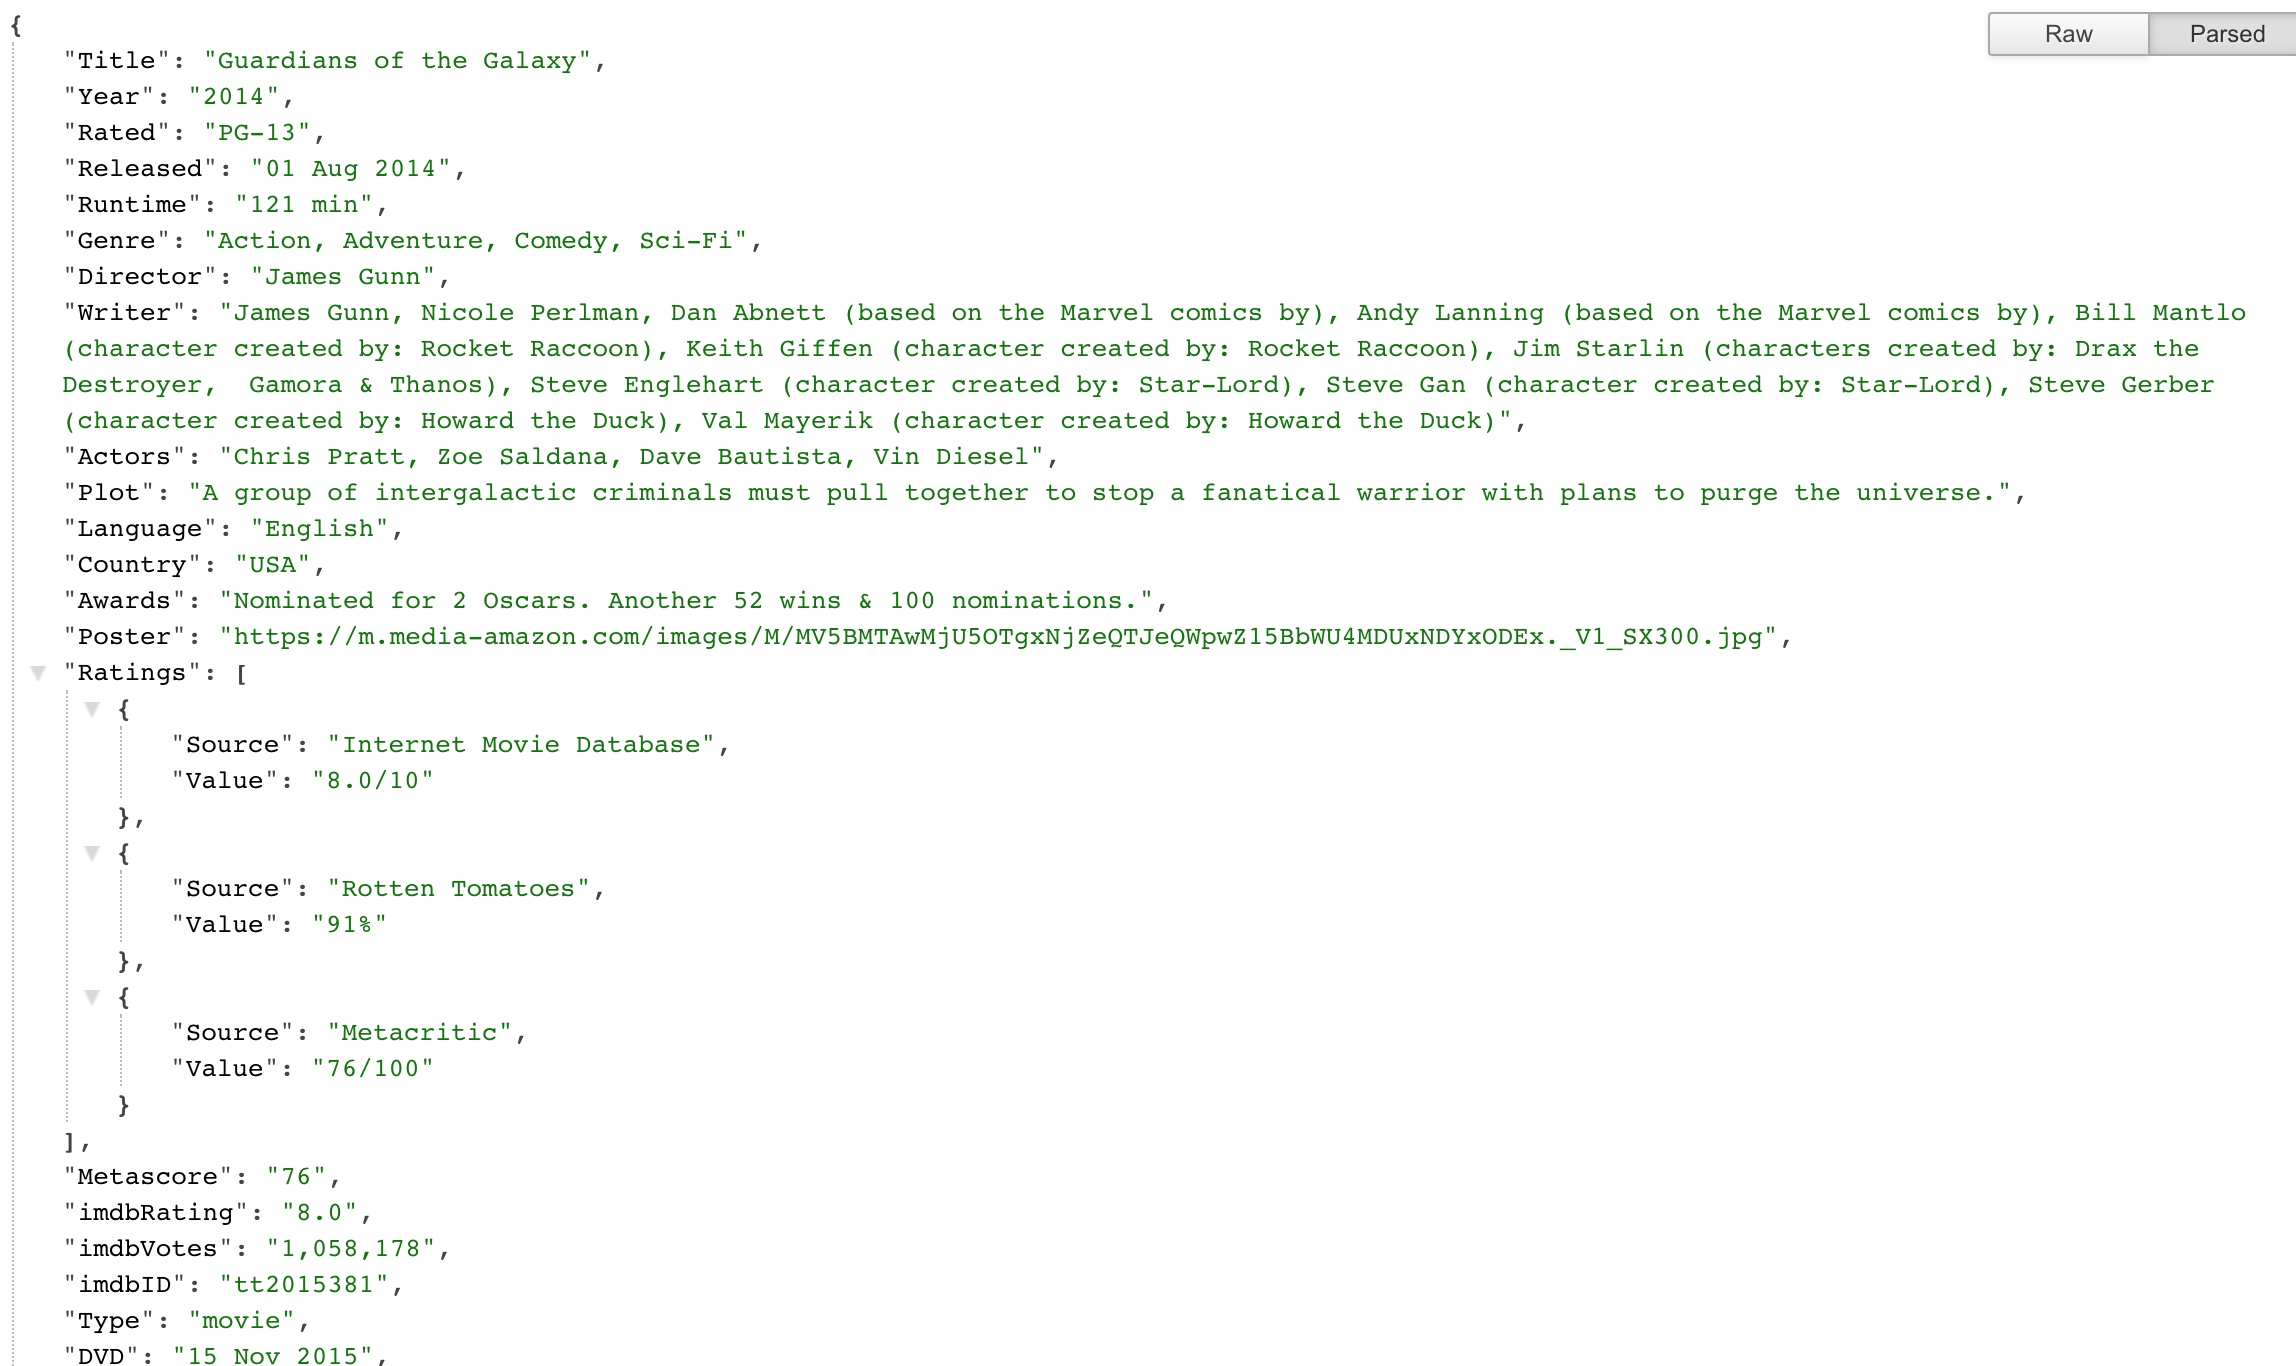 {
Raw Parsed
"Title": "Guardians of the Galaxy",
"Year": "2014",
"Rated": "PG-13",
"Released": "01 Aug 2014",
"Runtime": "121 min",
"Genre": "Action, Adventure, Comedy, Sci-Fi",
"Director": "James Gunn",
"Writer": "James Gunn, Nicole Perlman, Dan Abnett (based on the Marvel comics by), Andy Lanning (based on the Marvel comics by), Bill Mantlo
(character created by: Rocket Raccoon), Keith Giffen (character created by: Rocket Raccoon), Jim Starlin (characters created by: Drax the
Destroyer,  Gamora & Thanos), Steve Englehart (character created by: Star-Lord), Steve Gan (character created by: Star-Lord), Steve Gerber
(character created by: Howard the Duck), Val Mayerik (character created by: Howard the Duck)",
"Actors": "Chris Pratt, Zoe Saldana, Dave Bautista, Vin Diesel",
"Plot": "A group of intergalactic criminals must pull together to stop a fanatical warrior with plans to purge the universe.",
"Language": "English",
"Country": "USA",
"Awards": "Nominated for 2 Oscars. Another 52 wins & 100 nominations.",
"Poster": "https://m.media-amazon.com/images/M/MV5BMTAwMjU5OTgxNjZeQTJeQWpwZ15BbWU4MDUxNDYxODEx._V1_SX300.jpg",
"Ratings": [
{
"Source": "Internet Movie Database",
"Value": "8.0/10"
},
{
"Source": "Rotten Tomatoes",
"Value": "91%"
},
{
"Source": "Metacritic",
"Value": "76/100"
}
],
"Metascore": "76",
"imdbRating": "8.0",
"imdbVotes": "1,058,178",
"imdbID": "tt2015381",
"Type": "movie",
"DVD": "15 Nov 2015",